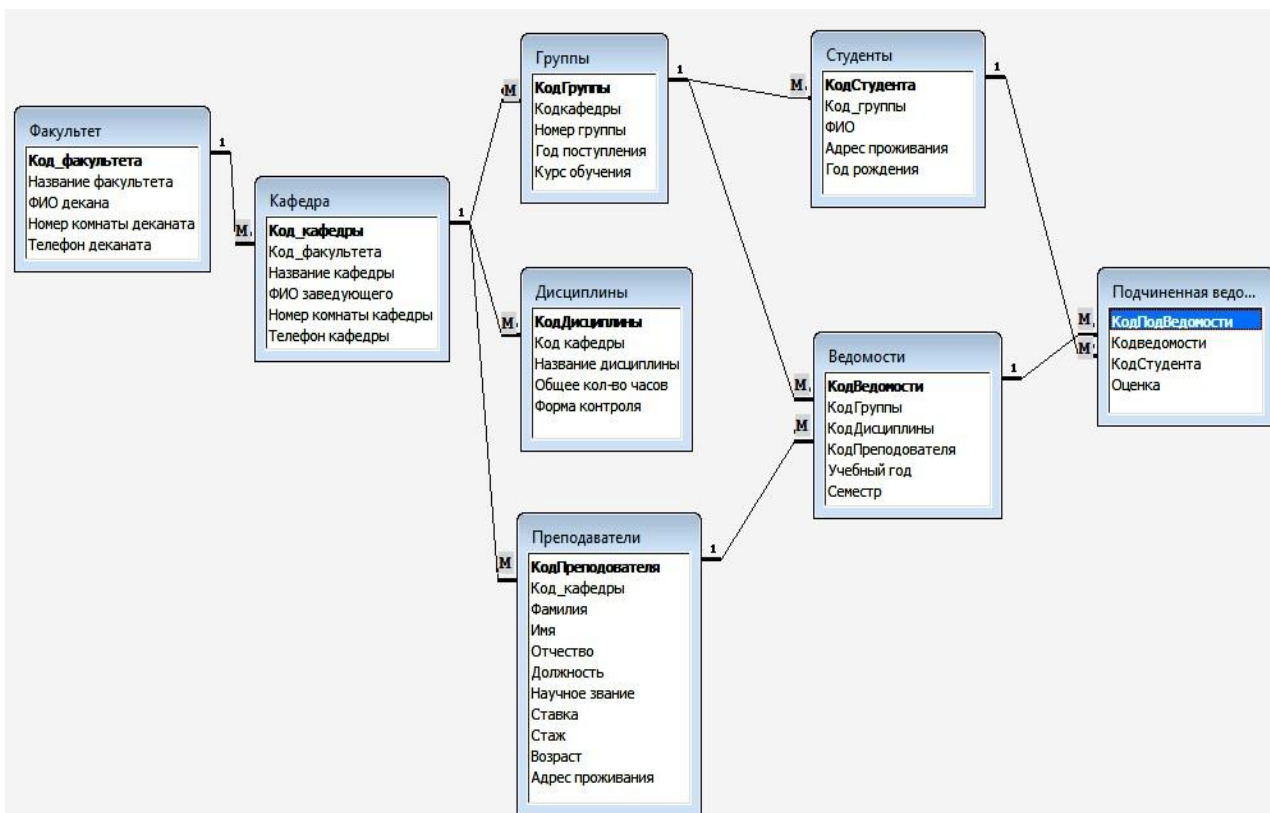 Факультет
Код_факультета
Название факультета
ФИО декана
Номер комнаты деканата
Телефон деканата
1
М.
Кафедра
Код_кафедры
Код_факультета
Название кафедры
ФИО заведующего
Номер комнаты кафедры
Телефон кафедры
1
М
Группы
КодГруппы
Кодкафедры
Номер группы
Год поступления
Курс обучения
1
М.
Дисциплины
КодДисциплины
Код кафедры
Название дисциплины
Общее кол-во часов
Форма контроля
М
Преподаватели
КодПреподователя
Код_кафедры
Фамилия
Имя
Отчество
Должность
Научное звание
Ставка
Стаж
Возраст
Адрес проживания
1
М.
Студенты
КодСтудента
Код_группы
ФИО
Адрес проживания
Год рождения
1
М.
М
Ведомости
КодВедомости
КодГруппы
КодДисциплины
КодПреподователя
Учебный год
Семестр
1
М.
М
Подчиненная ведо...
КодПодВедомости
Кодведомости
КодСтудента
Оценка